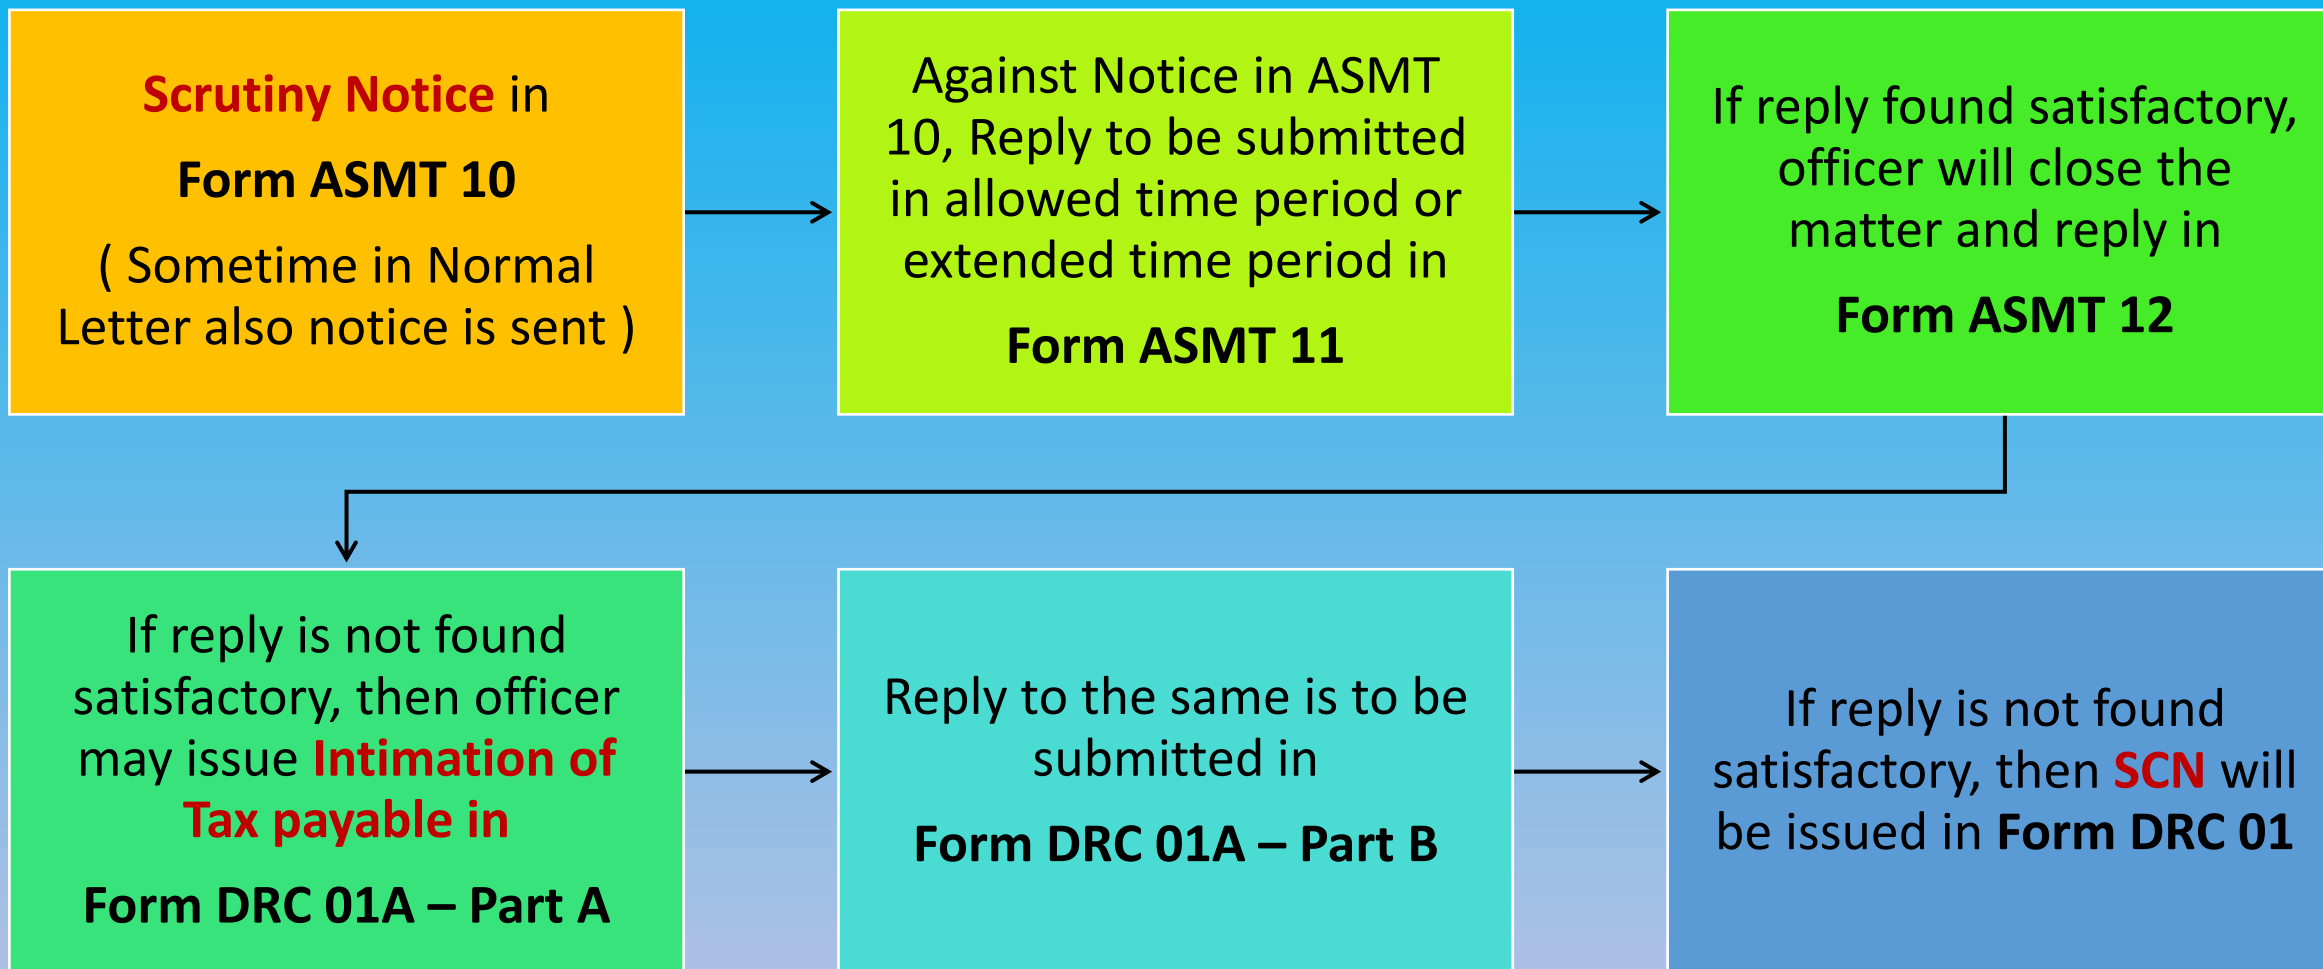 Scrutiny Notice in
Form ASMT 10
( Sometime in Normal
Letter also notice is sent )
Against Notice in ASMT
10, Reply to be submitted
in allowed time period or
extended time period in
Form ASMT 11
If reply found satisfactory,
officer will close the
matter and reply in
Form ASMT 12
If reply is not found
satisfactory, then officer
may issue Intimation of
Tax payable in
Form DRC 01A – Part A
Reply to the same is to be
submitted in
Form DRC 01A – Part B
If reply is not found
satisfactory, then SCN will
be issued in Form DRC 01